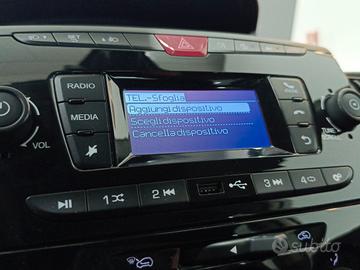 SET
RADIO
MEDIA
VOL
TEL.-Sfoglia
Aggiungi dispositivo
Scegli dispositivo
Cancella dispositivo
TUNE
1
2
3
4
subito